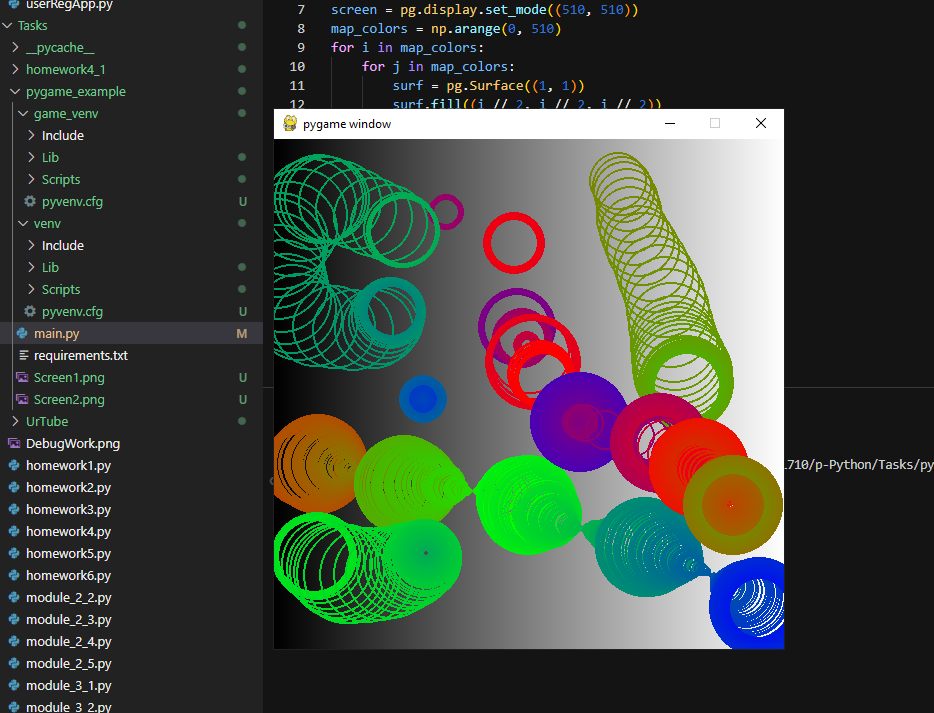 userRegApp.py
Tasks
__pycache__
homework4_1
pygame_example
game_venv
Include
Lib
Scripts
pyvenv.cfg U
venv
Include
Lib
Scripts
pyvenv.cfg U
main.py M
requirements.txt
Screen1.png U
Screen2.png U
UrTube
DebugWork.png
homework1.py
homework2.py
homework3.py
homework4.py
homework5.py
homework6.py
module_2_2.py
module_2_3.py
module_2_4.py
module_2_5.py
module_3_1.py
module_3_2.py
7 screen = pg.display.set_mode((510, 510))
8 map_colors = np.arange(0, 510)
9 for i in map_colors:
10 for j in map_colors:
11 surf = pg.Surface((1, 1))
12 surf.fill((i // 2, i // 2, i // 2))
pygame window
1710/p-Python/Tasks/py